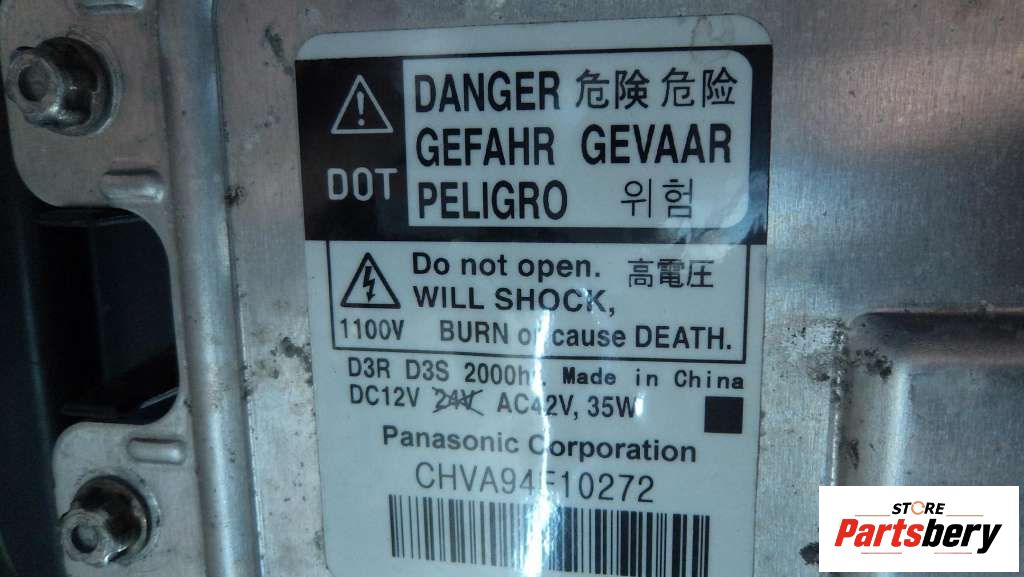 DANGER 危険 危险
GEFAHR GEVAAR
DOT
PELIGRO 위험
Do not open. 高電圧
WILL SHOCK,
1100V BURN or cause DEATH.
D3R D3S 2000h. Made in China
DC12V 24V AC42V, 35W
Panasonic Corporation
CHVA94F10272
STORE
Partsbery